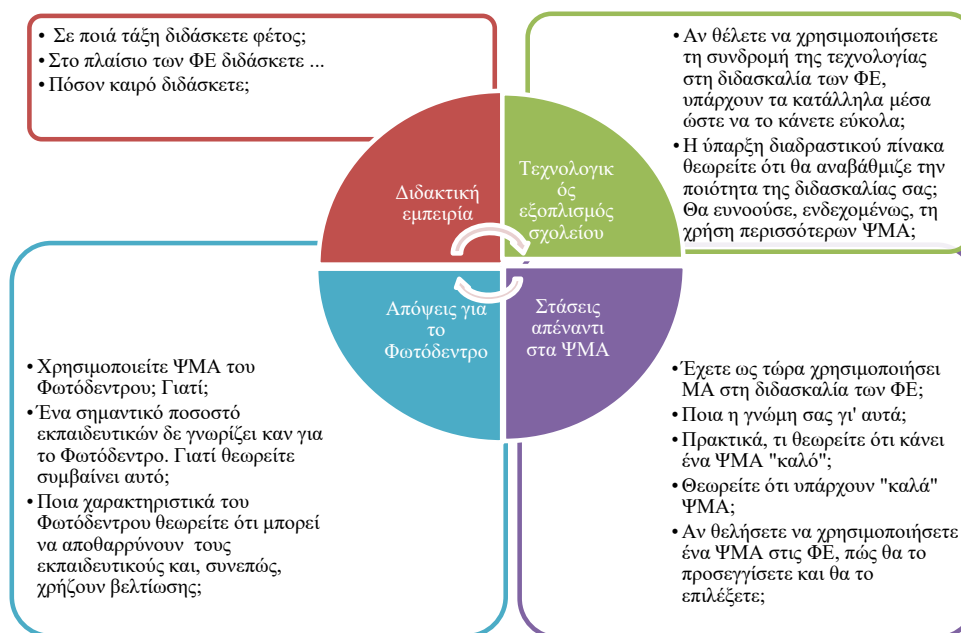 • Σε ποιά τάξη διδάσκετε φέτος;
• Στο πλαίσιο των ΦΕ διδάσκετε ...
• Πόσον καιρό διδάσκετε;
• Αν θέλετε να χρησιμοποιήσετε
τη συνδρομή της τεχνολογίας
στη διδασκαλία των ΦΕ,
υπάρχουν τα κατάλληλα μέσα
ώστε να το κάνετε εύκολα;
• Η ύπαρξη διαδραστικού πίνακα
θεωρείτε ότι θα αναβάθμιζε την
ποιότητα της διδασκαλίας σας;
Θα ευνοούσε, ενδεχομένως, τη
χρήση περισσότερων ΨΜΑ;
Διδακτική
εμπειρία
Τεχνολογικ
ός
εξοπλισμός
σχολείου
Απόψεις για
το
Φωτόδεντρο
Στάσεις
απέναντι
στα ΨΜΑ
• Χρησιμοποιείτε ΨΜΑ του
Φωτόδεντρου; Γιατί;
• Ένα σημαντικό ποσοστό
εκπαιδευτικών δε γνωρίζει καν για
το Φωτόδεντρο. Γιατί θεωρείτε
συμβαίνει αυτό;
• Ποια χαρακτηριστικά του
Φωτόδεντρου θεωρείτε ότι μπορεί
να αποθαρρύνουν τους
εκπαιδευτικούς και, συνεπώς,
χρήζουν βελτίωσης;
• Έχετε ως τώρα χρησιμοποιήσει
ΜΑ στη διδασκαλία των ΦΕ;
• Ποια η γνώμη σας γι' αυτά;
• Πρακτικά, τι θεωρείτε ότι κάνει
ένα ΨΜΑ "καλό";
• Θεωρείτε ότι υπάρχουν "καλά"
ΨΜΑ;
• Αν θελήσετε να χρησιμοποιήσετε
ένα ΨΜΑ στις ΦΕ, πώς θα το
προσεγγίσετε και θα το
επιλέξετε;